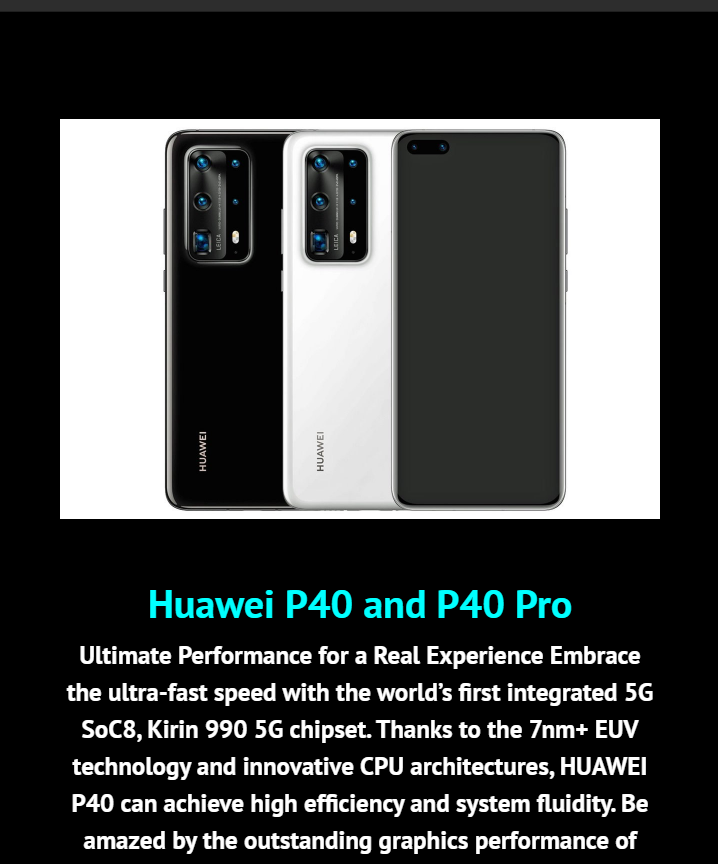 HUAWEI
LEICA
HUAWEI
LEICA
Huawei P40 and P40 Pro
Ultimate Performance for a Real Experience Embrace
the ultra-fast speed with the world’s first integrated 5G
SoC8, Kirin 990 5G chipset. Thanks to the 7nm+ EUV
technology and innovative CPU architectures, HUAWEI
P40 can achieve high efficiency and system fluidity. Be
amazed by the outstanding graphics performance of